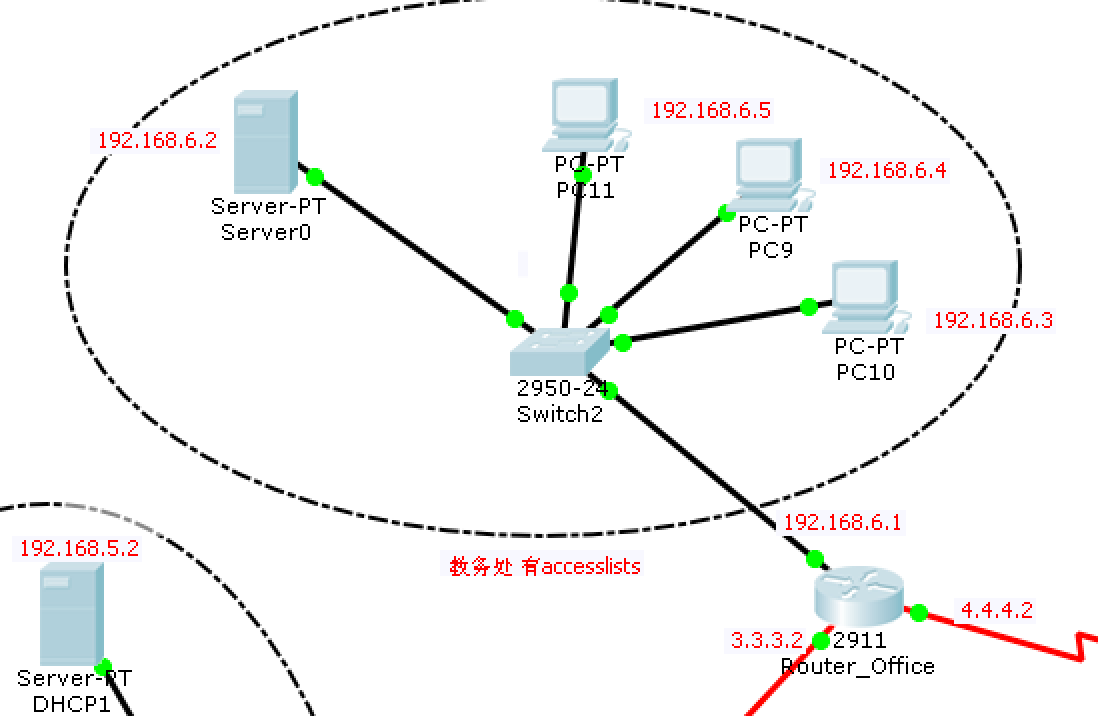 192.168.6.2
Server-PT
Server0
192.168.6.5
PC-PT
PC11
192.168.6.4
PC-PT
PC9
192.168.6.3
PC-PT
PC10
2950-24
Switch2
192.168.6.1
教务处 有accesslists
192.168.5.2
Server-PT
DHCP1
3.3.3.2
2911
Router_Office
4.4.4.2